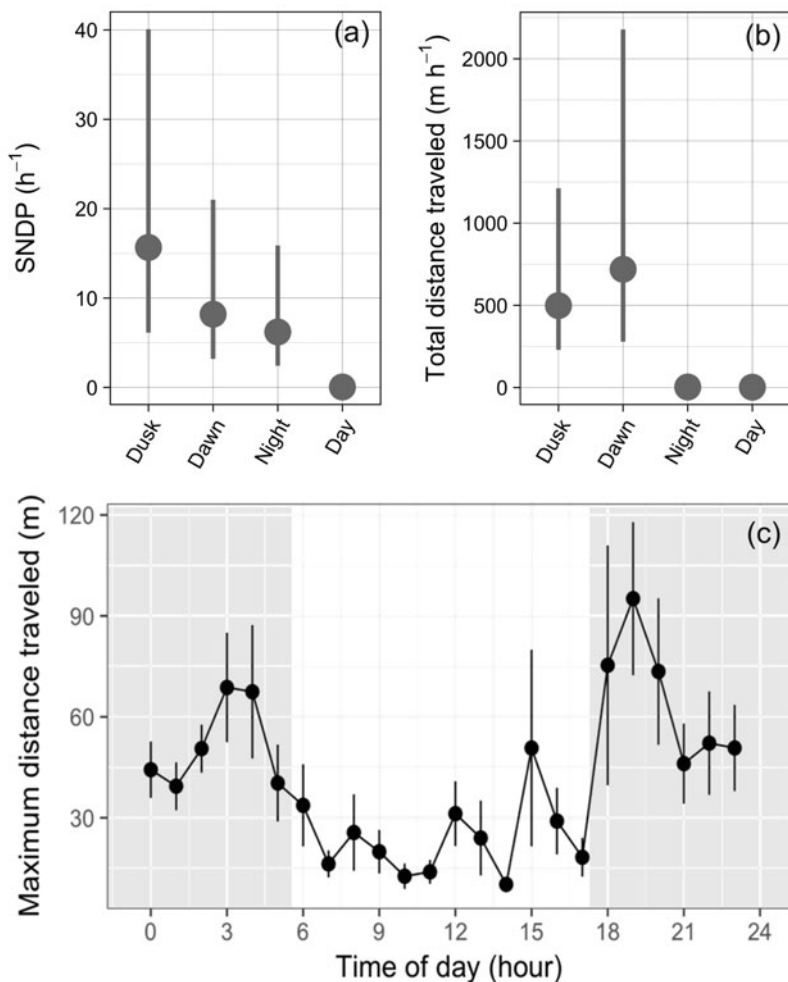 (a)
SNDP (h⁻¹)
40
30
20
10
0
Dusk
Dawn
Night
Day
(b)
Total distance traveled (m h⁻¹)
2000
1500
1000
500
0
Dusk
Dawn
Night
Day
(c)
Maximum distance traveled (m)
120
90
60
30
0 3 6 9 12 15 18 21 24
Time of day (hour)